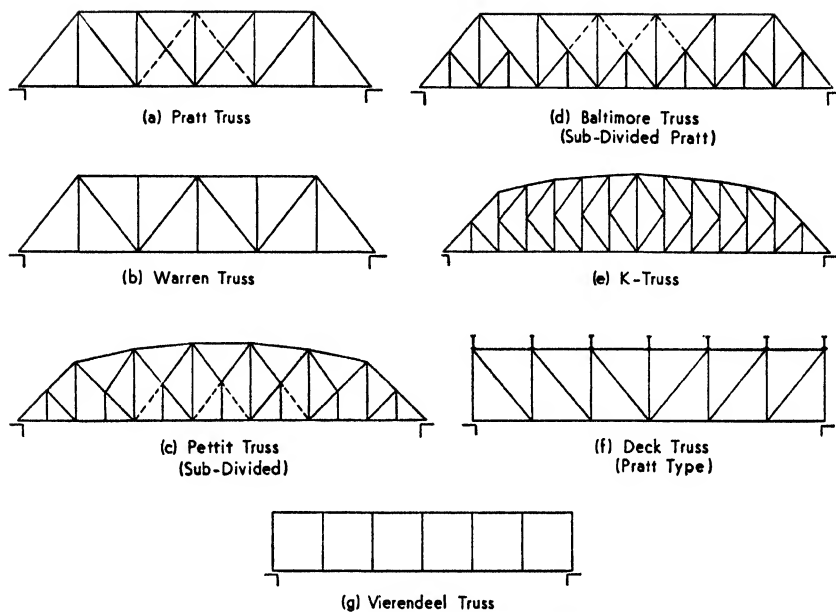 (a) Pratt Truss
(d) Baltimore Truss
(Sub-Divided Pratt)
(b) Warren Truss
(e) K-Truss
(c) Pettit Truss
(Sub-Divided)
(f) Deck Truss
(Pratt Type)
(g) Vierendeel Truss